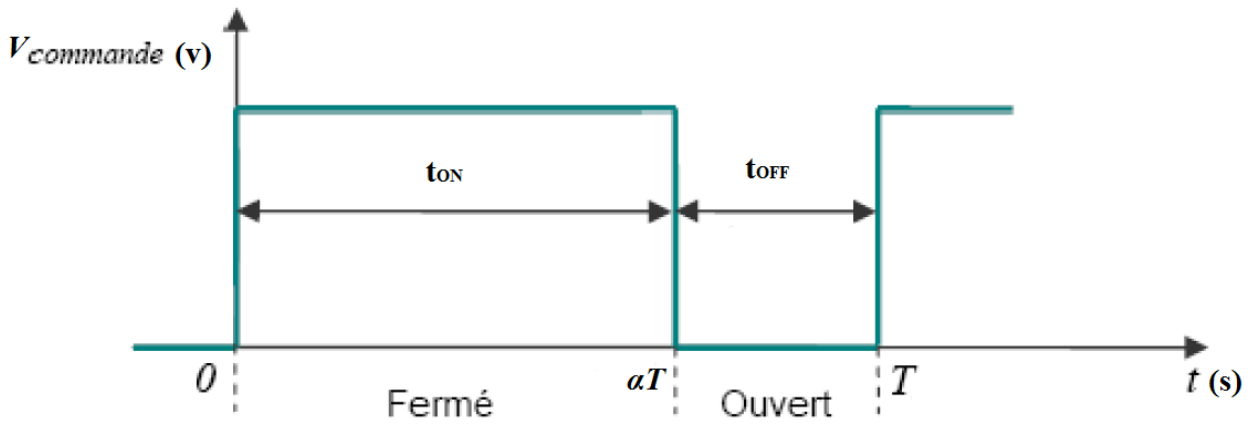 Vcommande (v)
tON
tOFF
0
αT
T
t (s)
Fermé
Ouvert